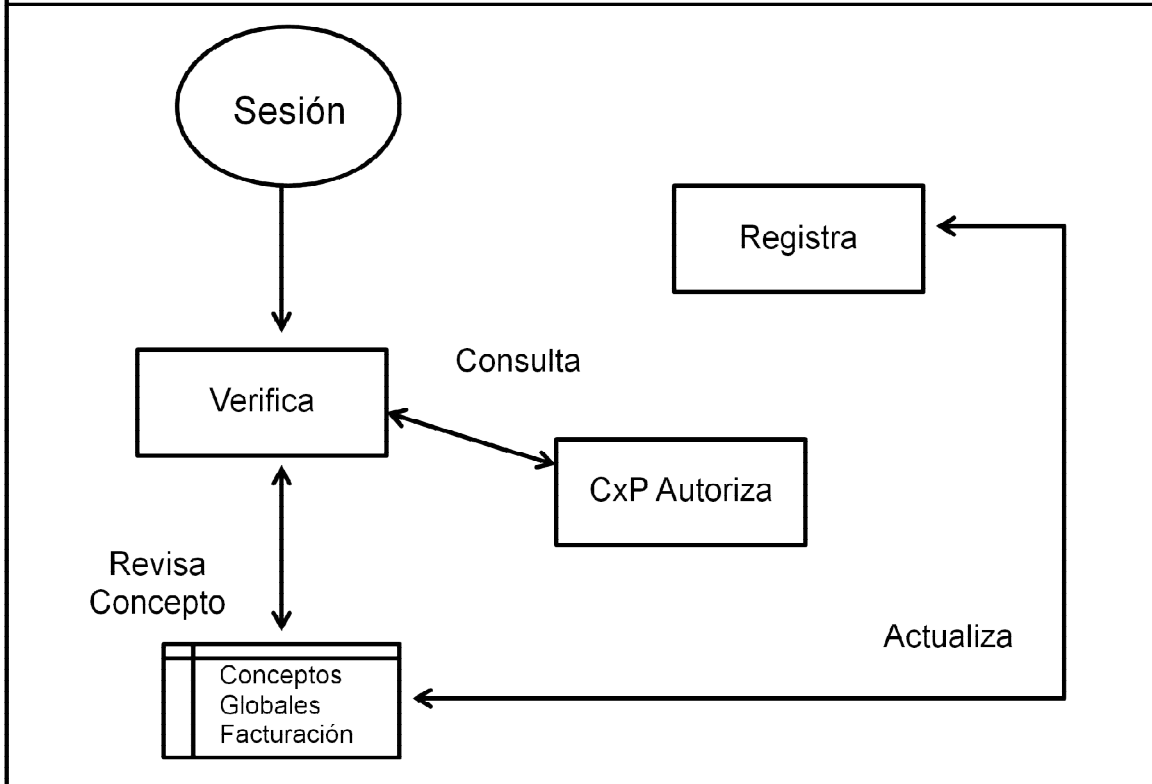 Sesión
Registra
Consulta
Verifica
CxP Autoriza
Revisa
Concepto
Actualiza
Conceptos
Globales
Facturación